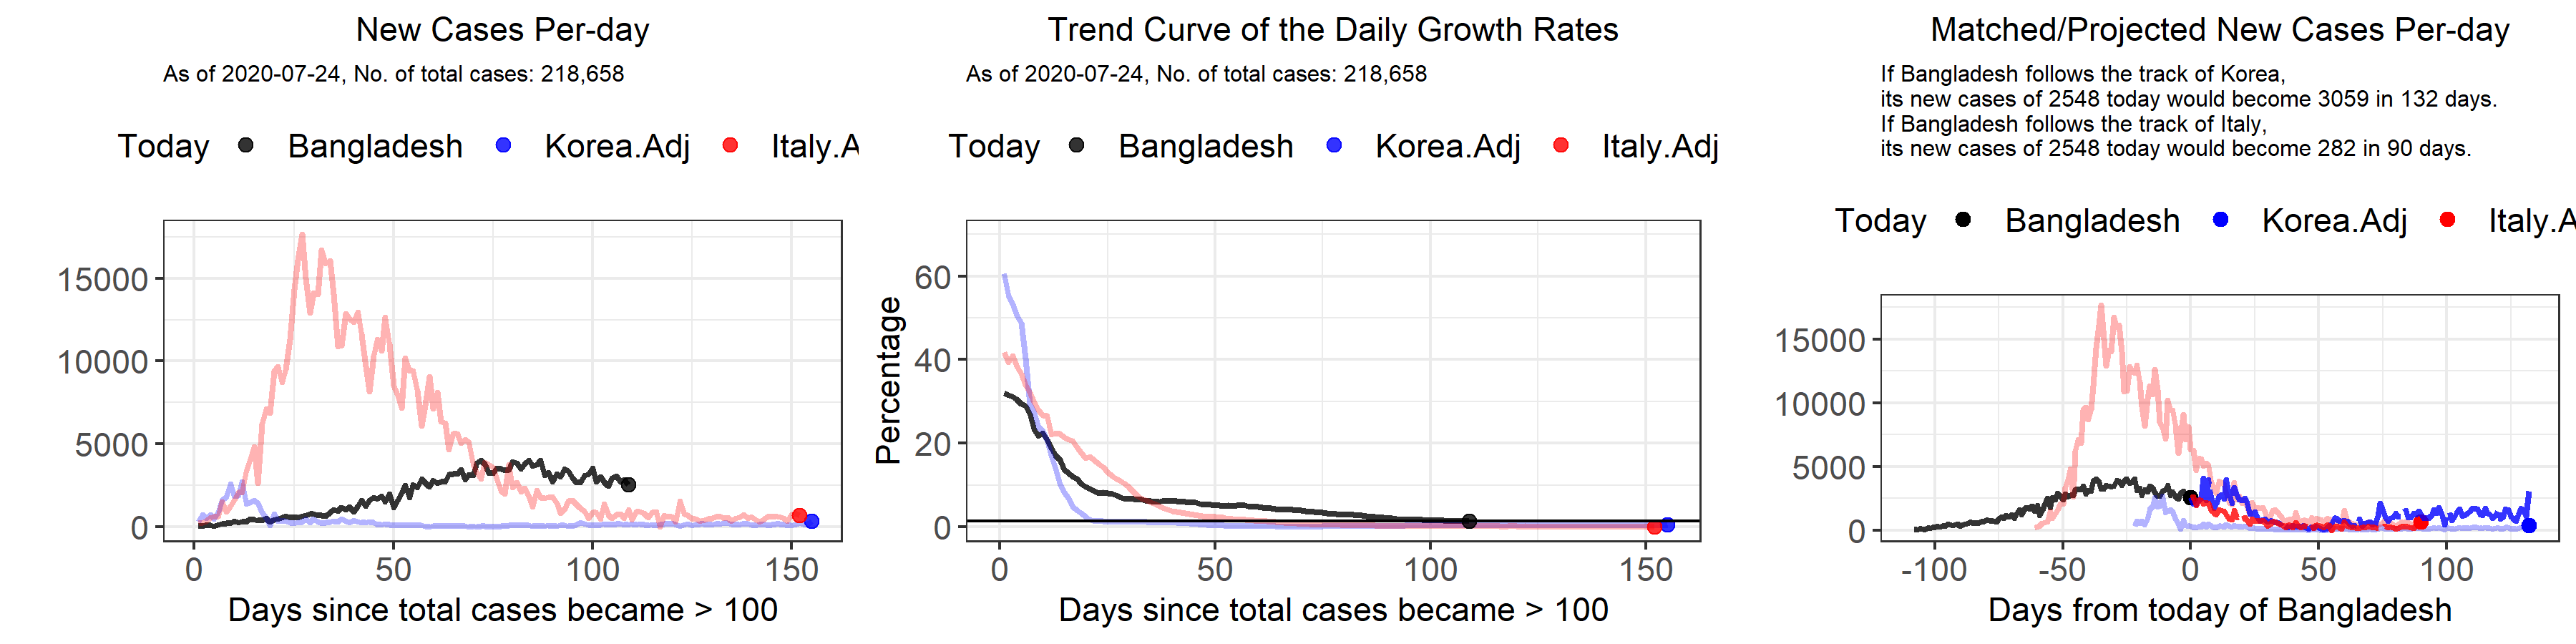 New Cases Per-day
As of 2020-07-24, No. of total cases: 218,658
Today Bangladesh Korea.Adj Italy.A
15000
10000
5000
0
0 50 100 150
Days since total cases became > 100
Trend Curve of the Daily Growth Rates
As of 2020-07-24, No. of total cases: 218,658
Today Bangladesh Korea.Adj Italy.Adj
Percentage
60
40
20
0
0 50 100 150
Days since total cases became > 100
Matched/Projected New Cases Per-day
If Bangladesh follows the track of Korea,
its new cases of 2548 today would become 3059 in 132 days.
If Bangladesh follows the track of Italy,
its new cases of 2548 today would become 282 in 90 days.
Today Bangladesh Korea.Adj Italy.A
15000
10000
5000
0
-100 -50 0 50 100
Days from today of Bangladesh